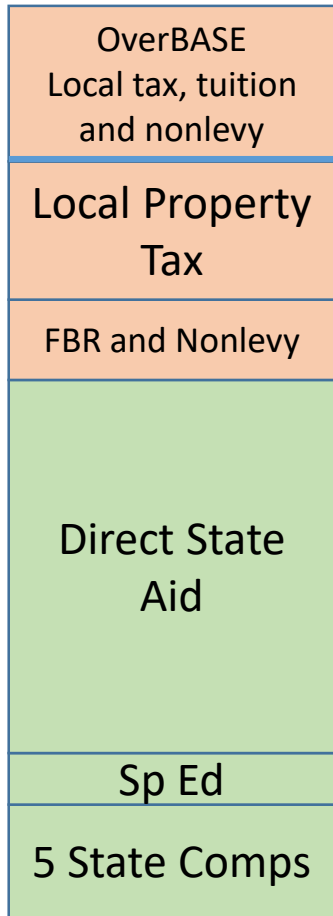 OverBASE
Local tax, tuition
and nonlevy
Local Property
Tax
FBR and Nonlevy
Direct State
Aid
Sp Ed
5 State Comps